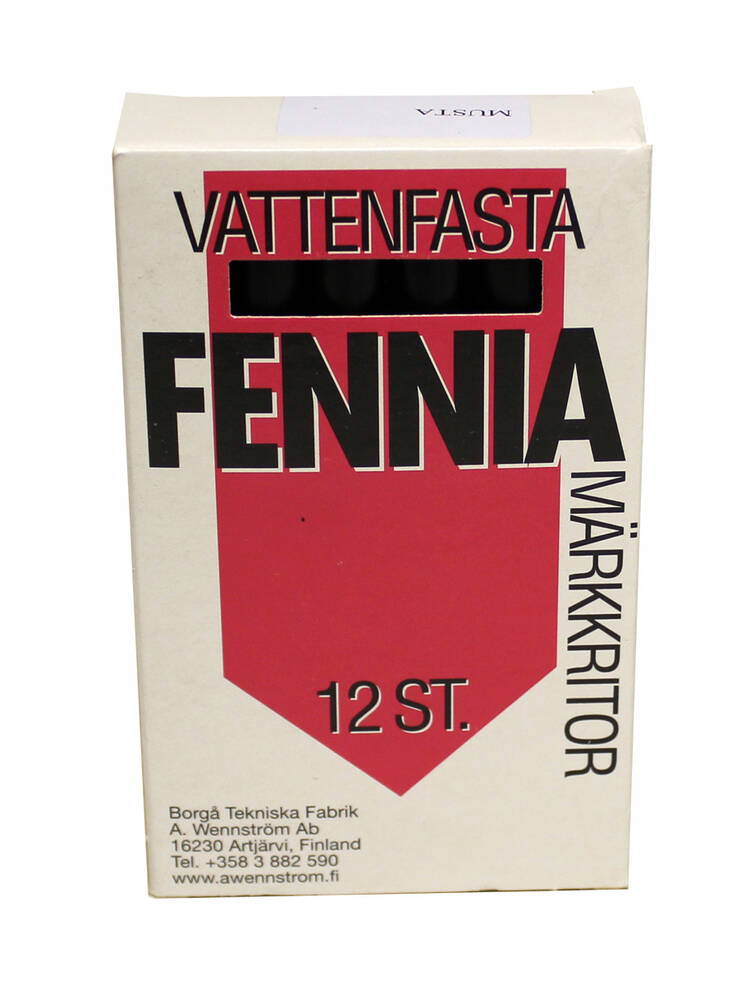 MUSTA
VATTENFASTA
FENNIA
MÄRKKRITOR
12 ST.
Borgå Tekniska Fabrik
A. Wennström Ab
16230 Artjärvi, Finland
Tel. +358 3 882 590
www.awennstrom.fi